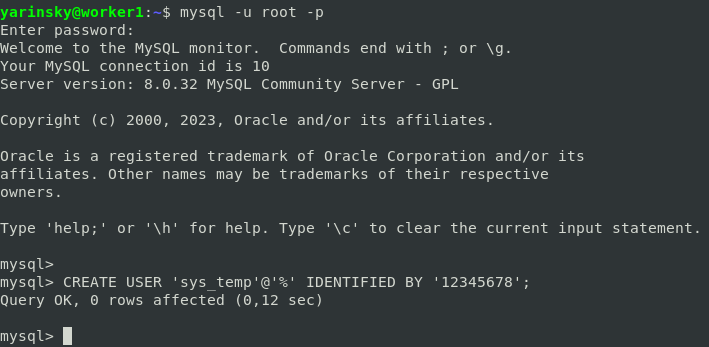 yarinsky@worker1:~$ mysql -u root -p
Enter password:
Welcome to the MySQL monitor.  Commands end with ; or \g.
Your MySQL connection id is 10
Server version: 8.0.32 MySQL Community Server - GPL
Copyright (c) 2000, 2023, Oracle and/or its affiliates.
Oracle is a registered trademark of Oracle Corporation and/or its
affiliates. Other names may be trademarks of their respective
owners.
Type 'help;' or '\h' for help. Type '\c' to clear the current input statement.
mysql>
mysql> CREATE USER 'sys_temp'@'%' IDENTIFIED BY '12345678';
Query OK, 0 rows affected (0,12 sec)
mysql>